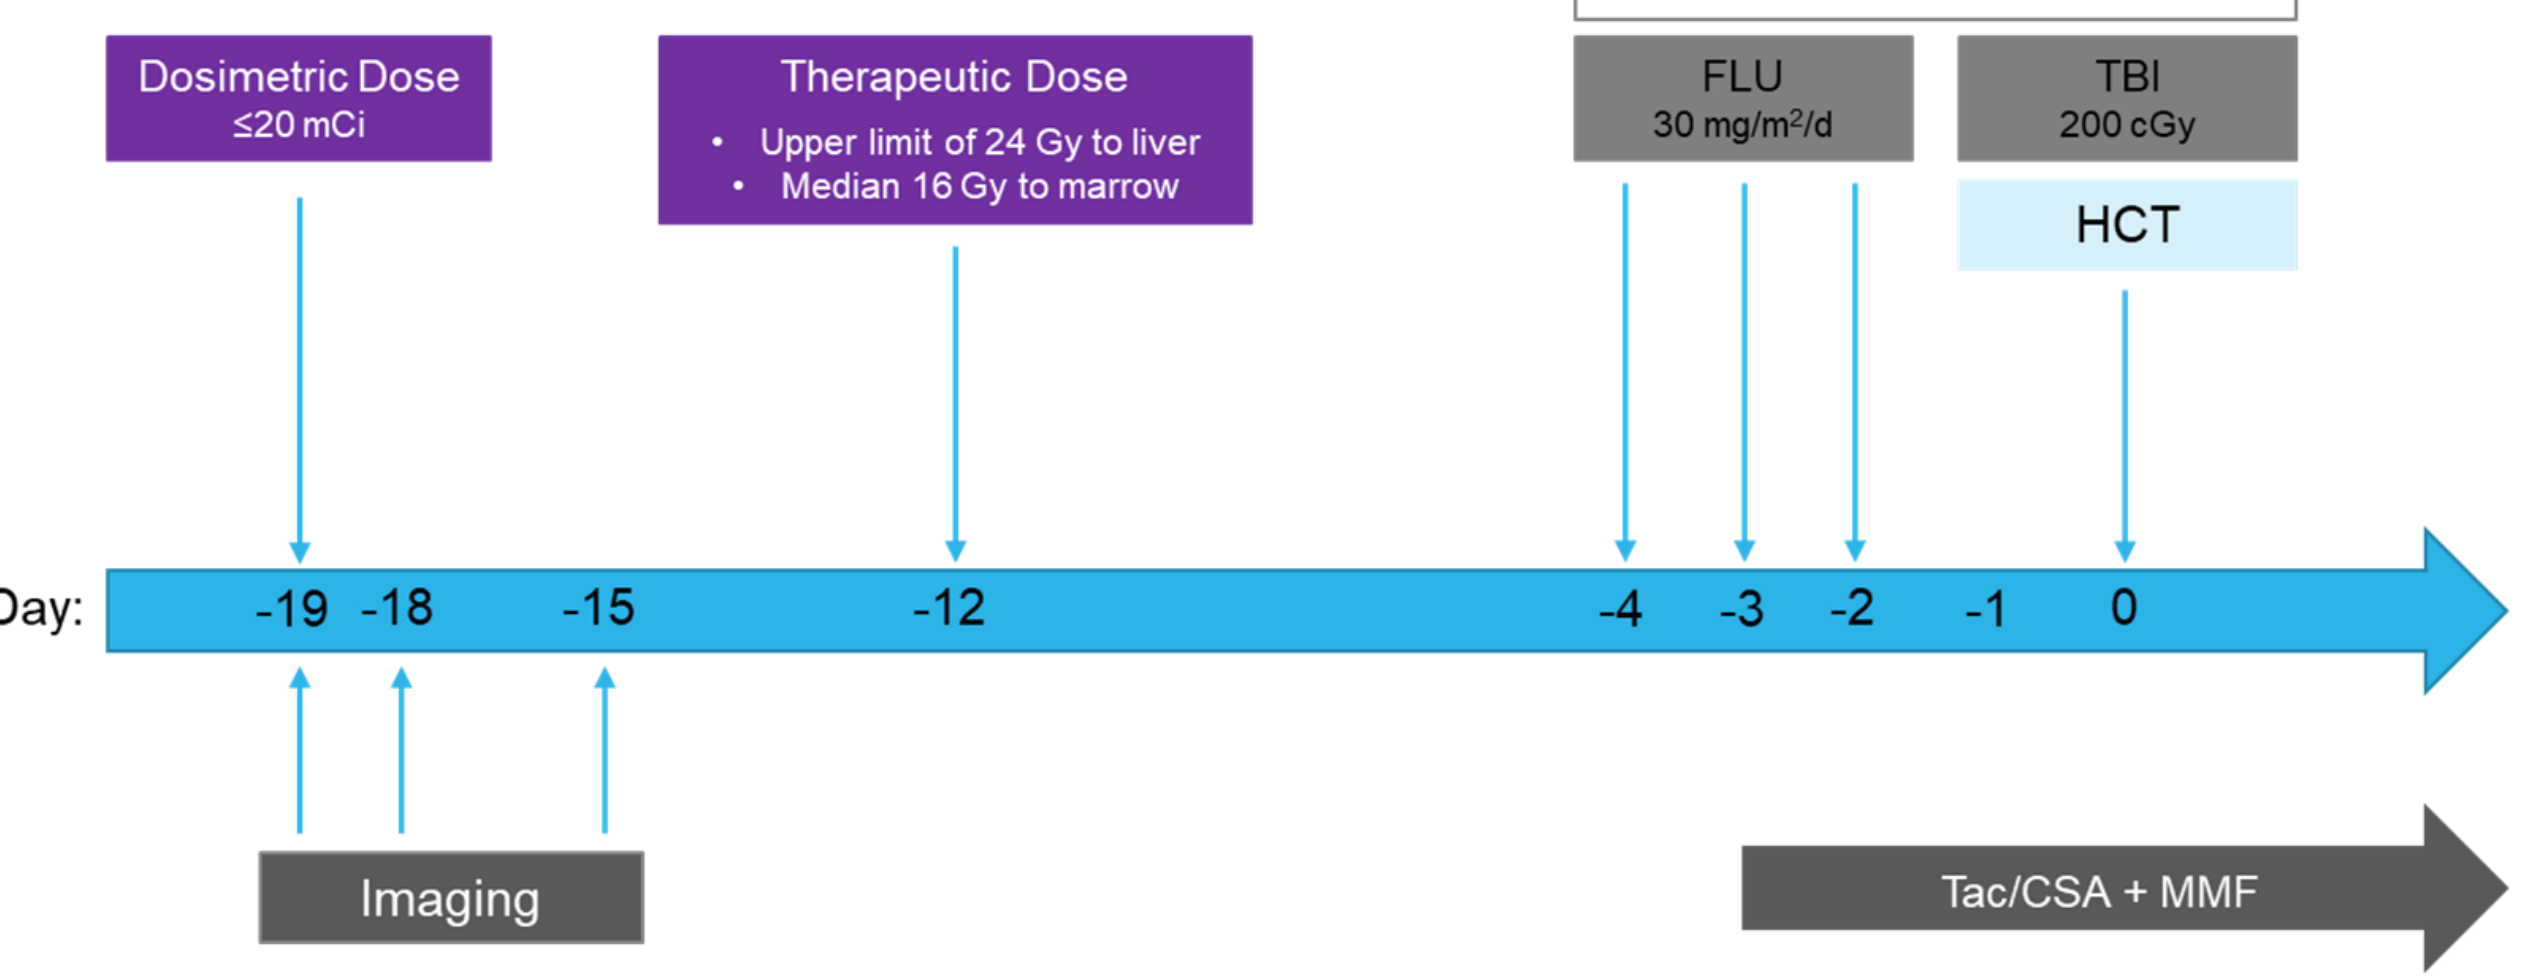 Dosimetric Dose
≤20 mCi
Therapeutic Dose
• Upper limit of 24 Gy to liver
• Median 16 Gy to marrow
FLU
30 mg/m²/d
TBI
200 cGy
HCT
Day: -19 -18 -15 -12 -4 -3 -2 -1 0
Imaging
Tac/CSA + MMF